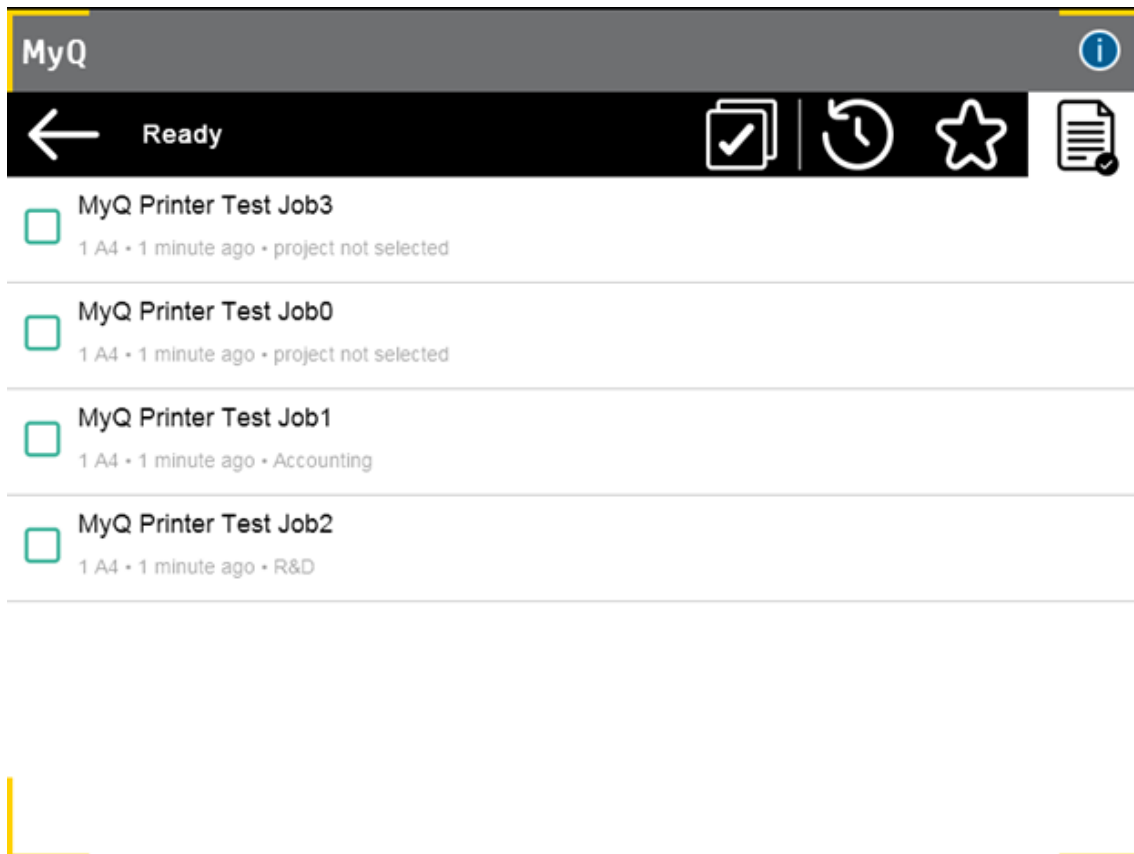 MyQ
i
Ready
MyQ Printer Test Job3
1 A4 • 1 minute ago • project not selected
MyQ Printer Test Job0
1 A4 • 1 minute ago • project not selected
MyQ Printer Test Job1
1 A4 • 1 minute ago • Accounting
MyQ Printer Test Job2
1 A4 • 1 minute ago • R&D